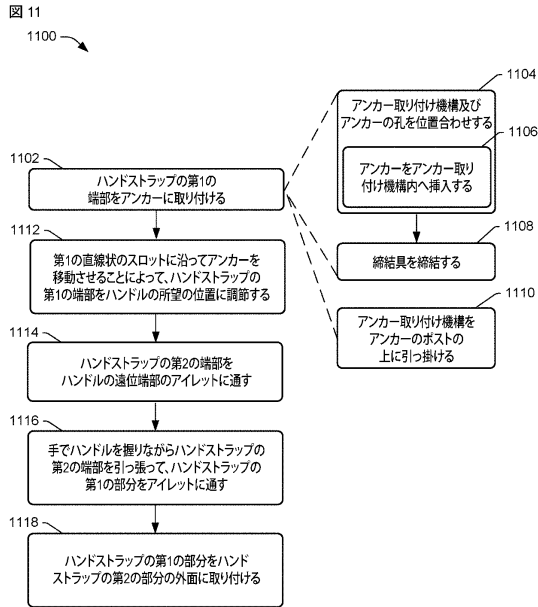 図 11
1100
1102
ハンドストラップの第1の
端部をアンカーに取り付ける
1104
アンカー取り付け機構及び
アンカーの孔を位置合わせする
1106
アンカーをアンカー取り
付け機構内へ挿入する
1108
締結具を締結する
1110
アンカー取り付け機構を
アンカーのポストの
上に引っ掛ける
1112
第1の直線状のスロットに沿ってアンカーを
移動させることによって、ハンドストラップの
第1の端部をハンドルの所望の位置に調節する
1114
ハンドストラップの第2の端部を
ハンドルの遠位端部のアイレットに通す
1116
手でハンドルを握りながらハンドストラップの
第2の端部を引っ張って、ハンドストラップの
第1の部分をアイレットに通す
1118
ハンドストラップの第1の部分をハンド
ストラップの第2の部分の外面に取り付ける